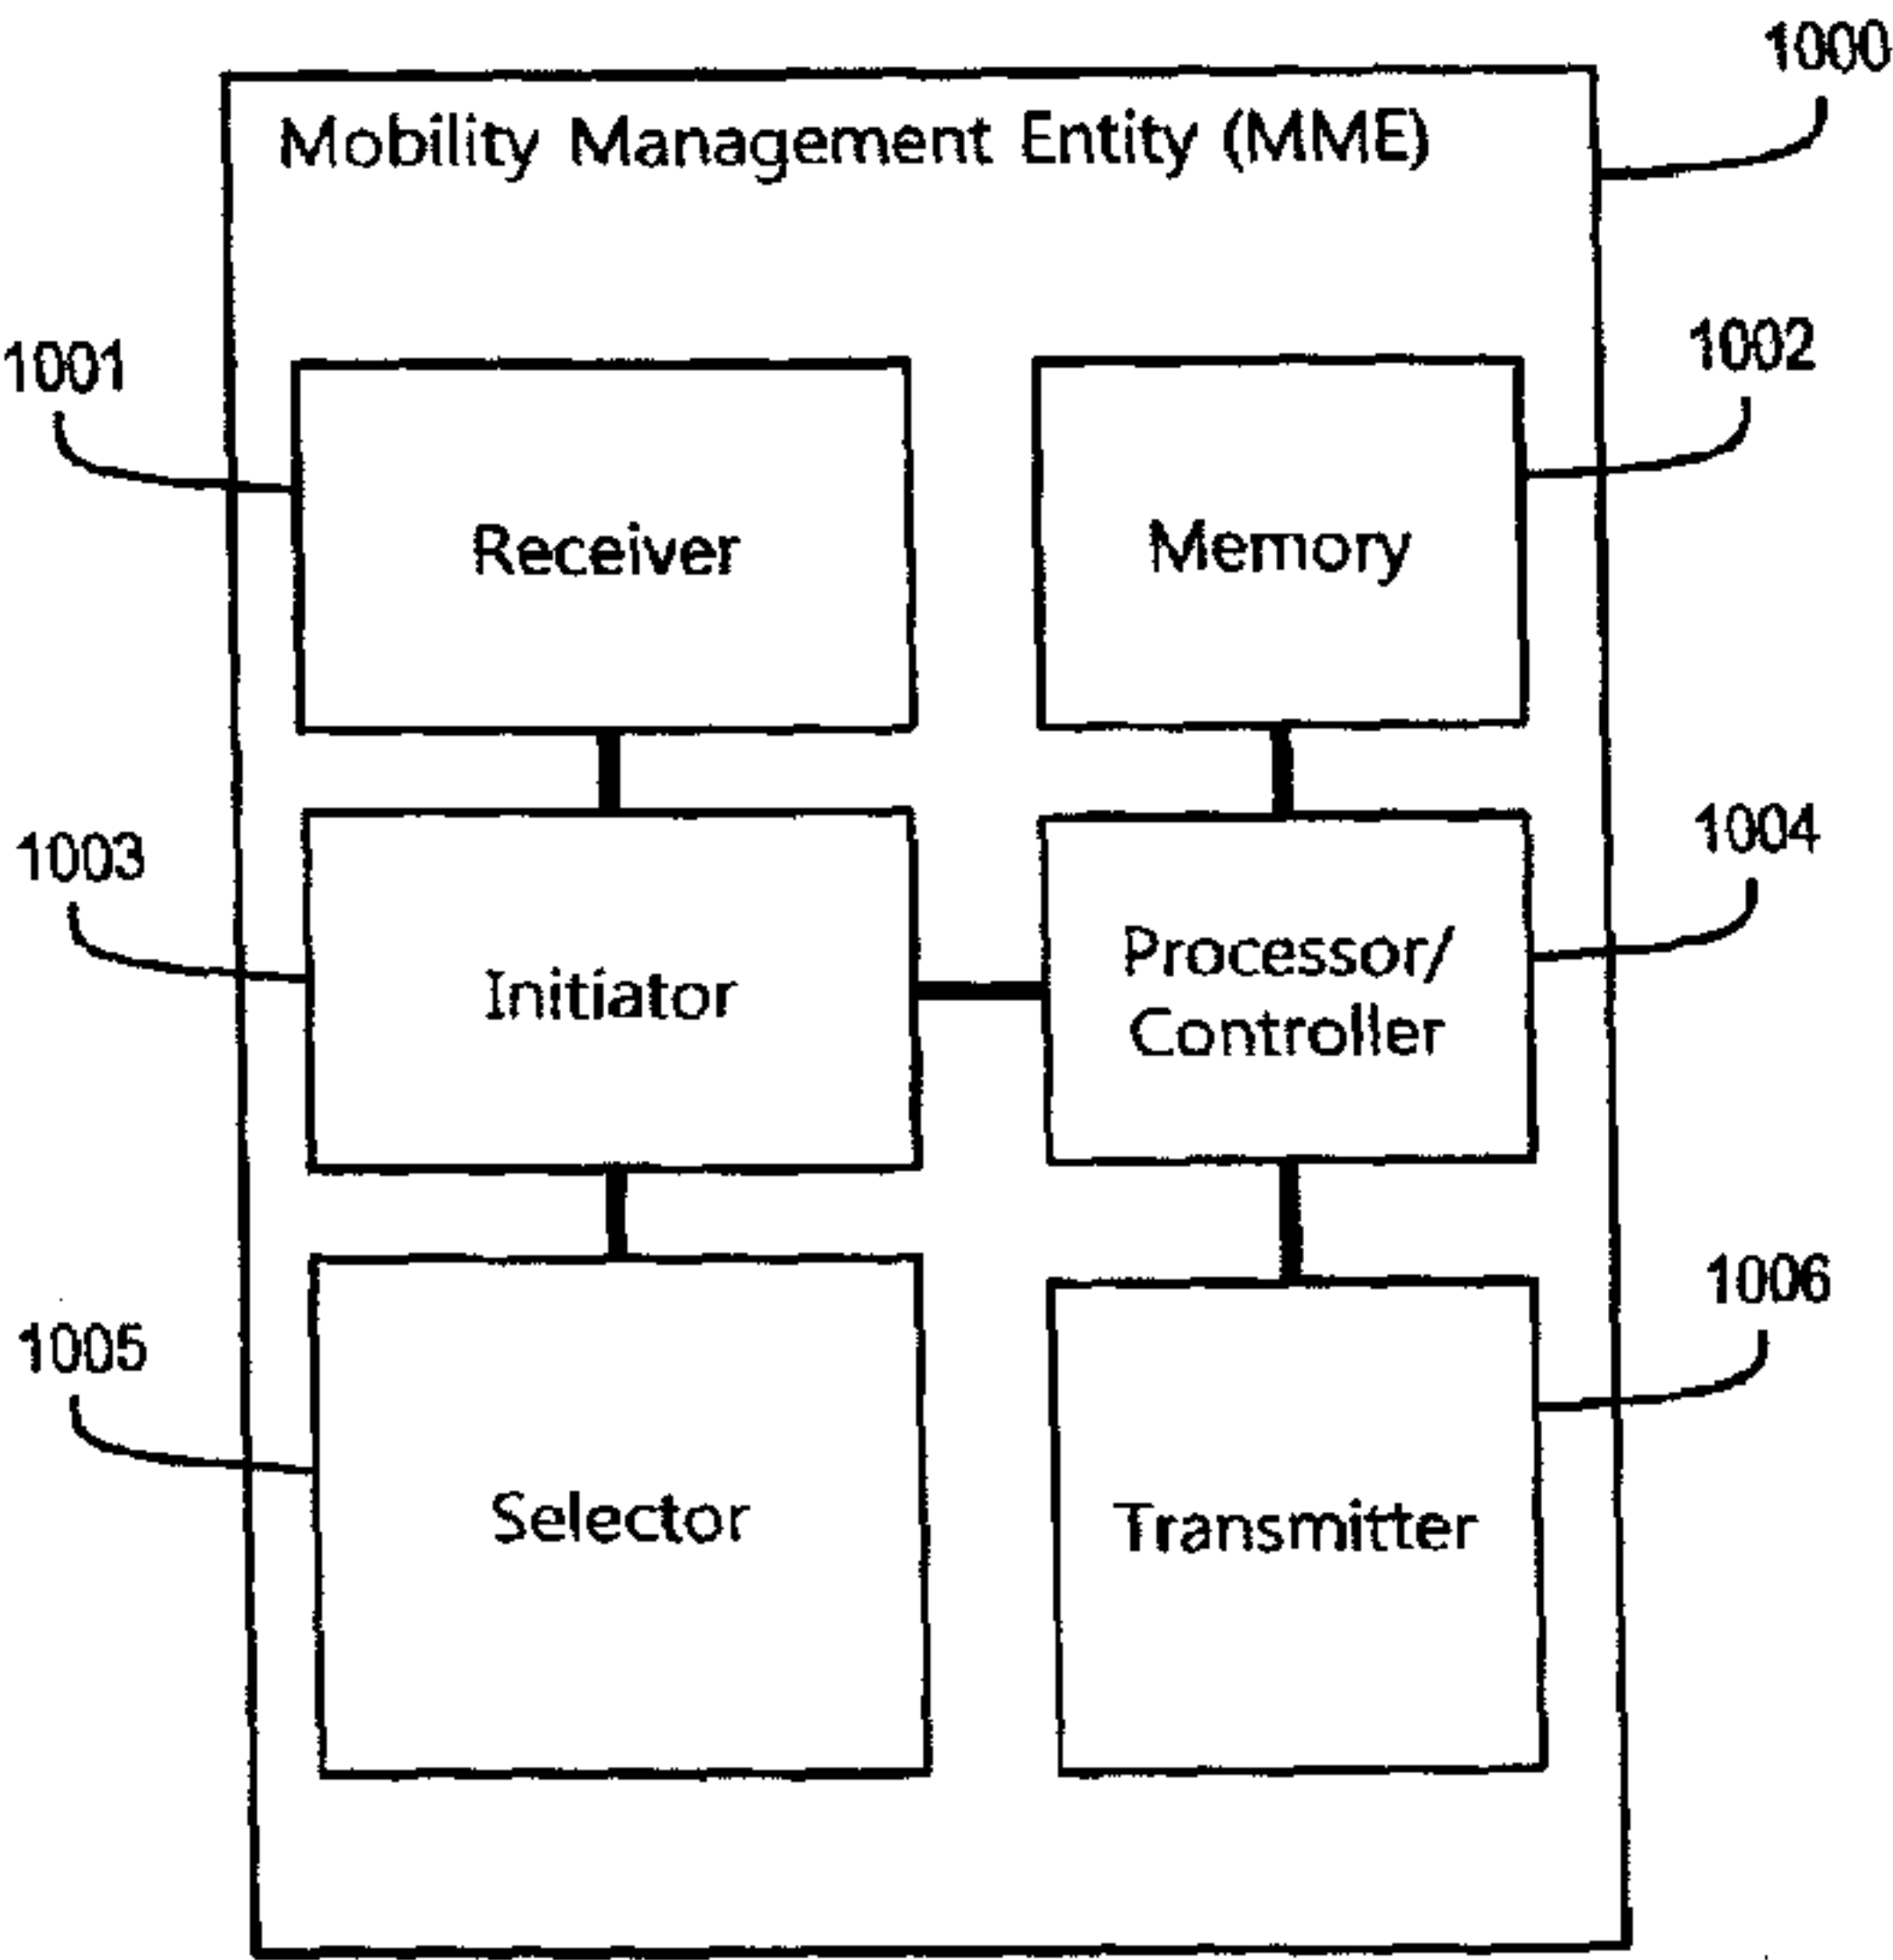 1000
Mobility Management Entity (MME)
1001
1002
Receiver
Memory
1003
1004
Initiator
Processor/
Controller
1005
1006
Selector
Transmitter